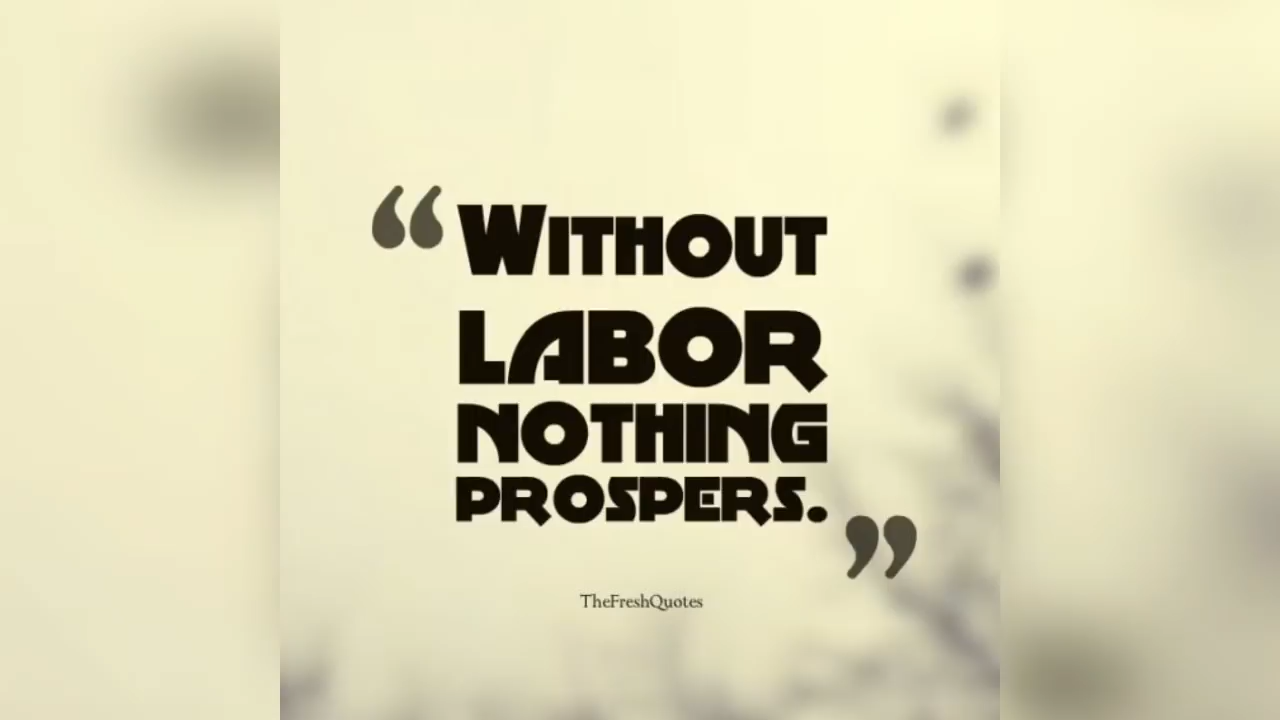 “WITHOUT
LABOR
NOTHING
PROSPERS.”
TheFreshQuotes